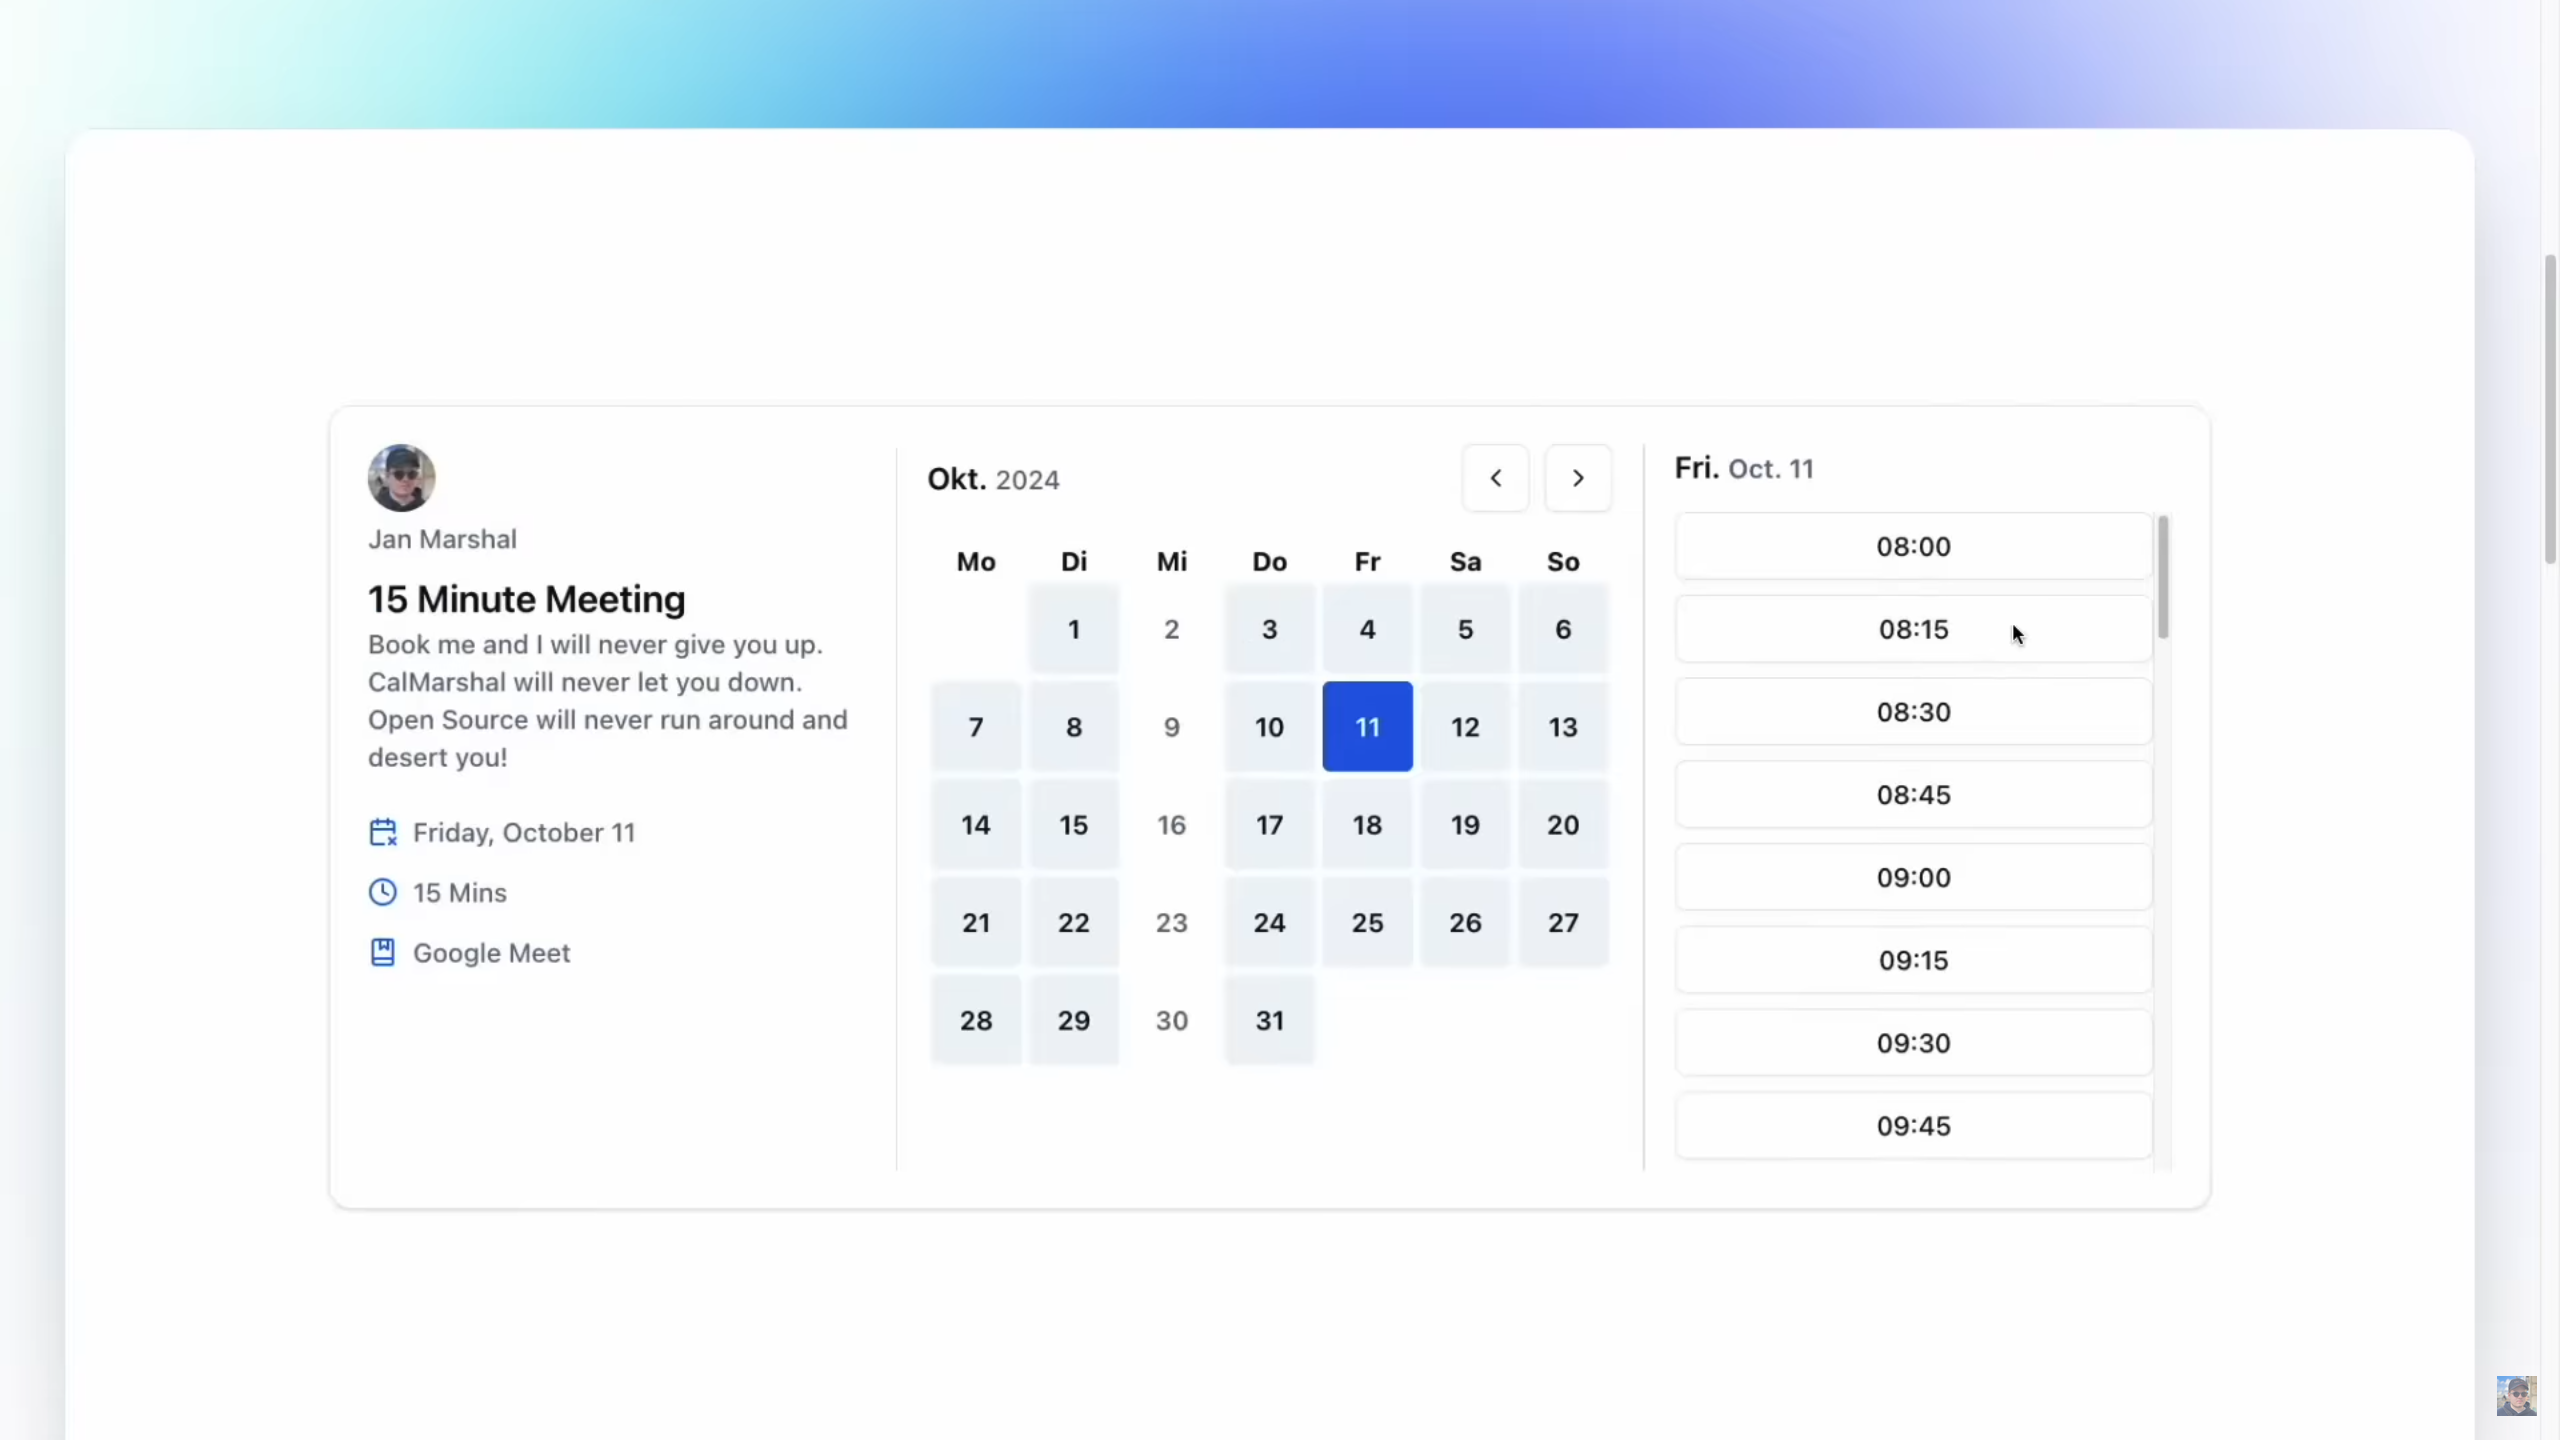 Jan Marshal
15 Minute Meeting
Book me and I will never give you up.
CalMarshal will never let you down.
Open Source will never run around and
desert you!
Friday, October 11
15 Mins
Google Meet
Okt. 2024
Mo Di Mi Do Fr Sa So
1 2 3 4 5 6
7 8 9 10 11 12 13
14 15 16 17 18 19 20
21 22 23 24 25 26 27
28 29 30 31
Fri. Oct. 11
08:00
08:15
08:30
08:45
09:00
09:15
09:30
09:45